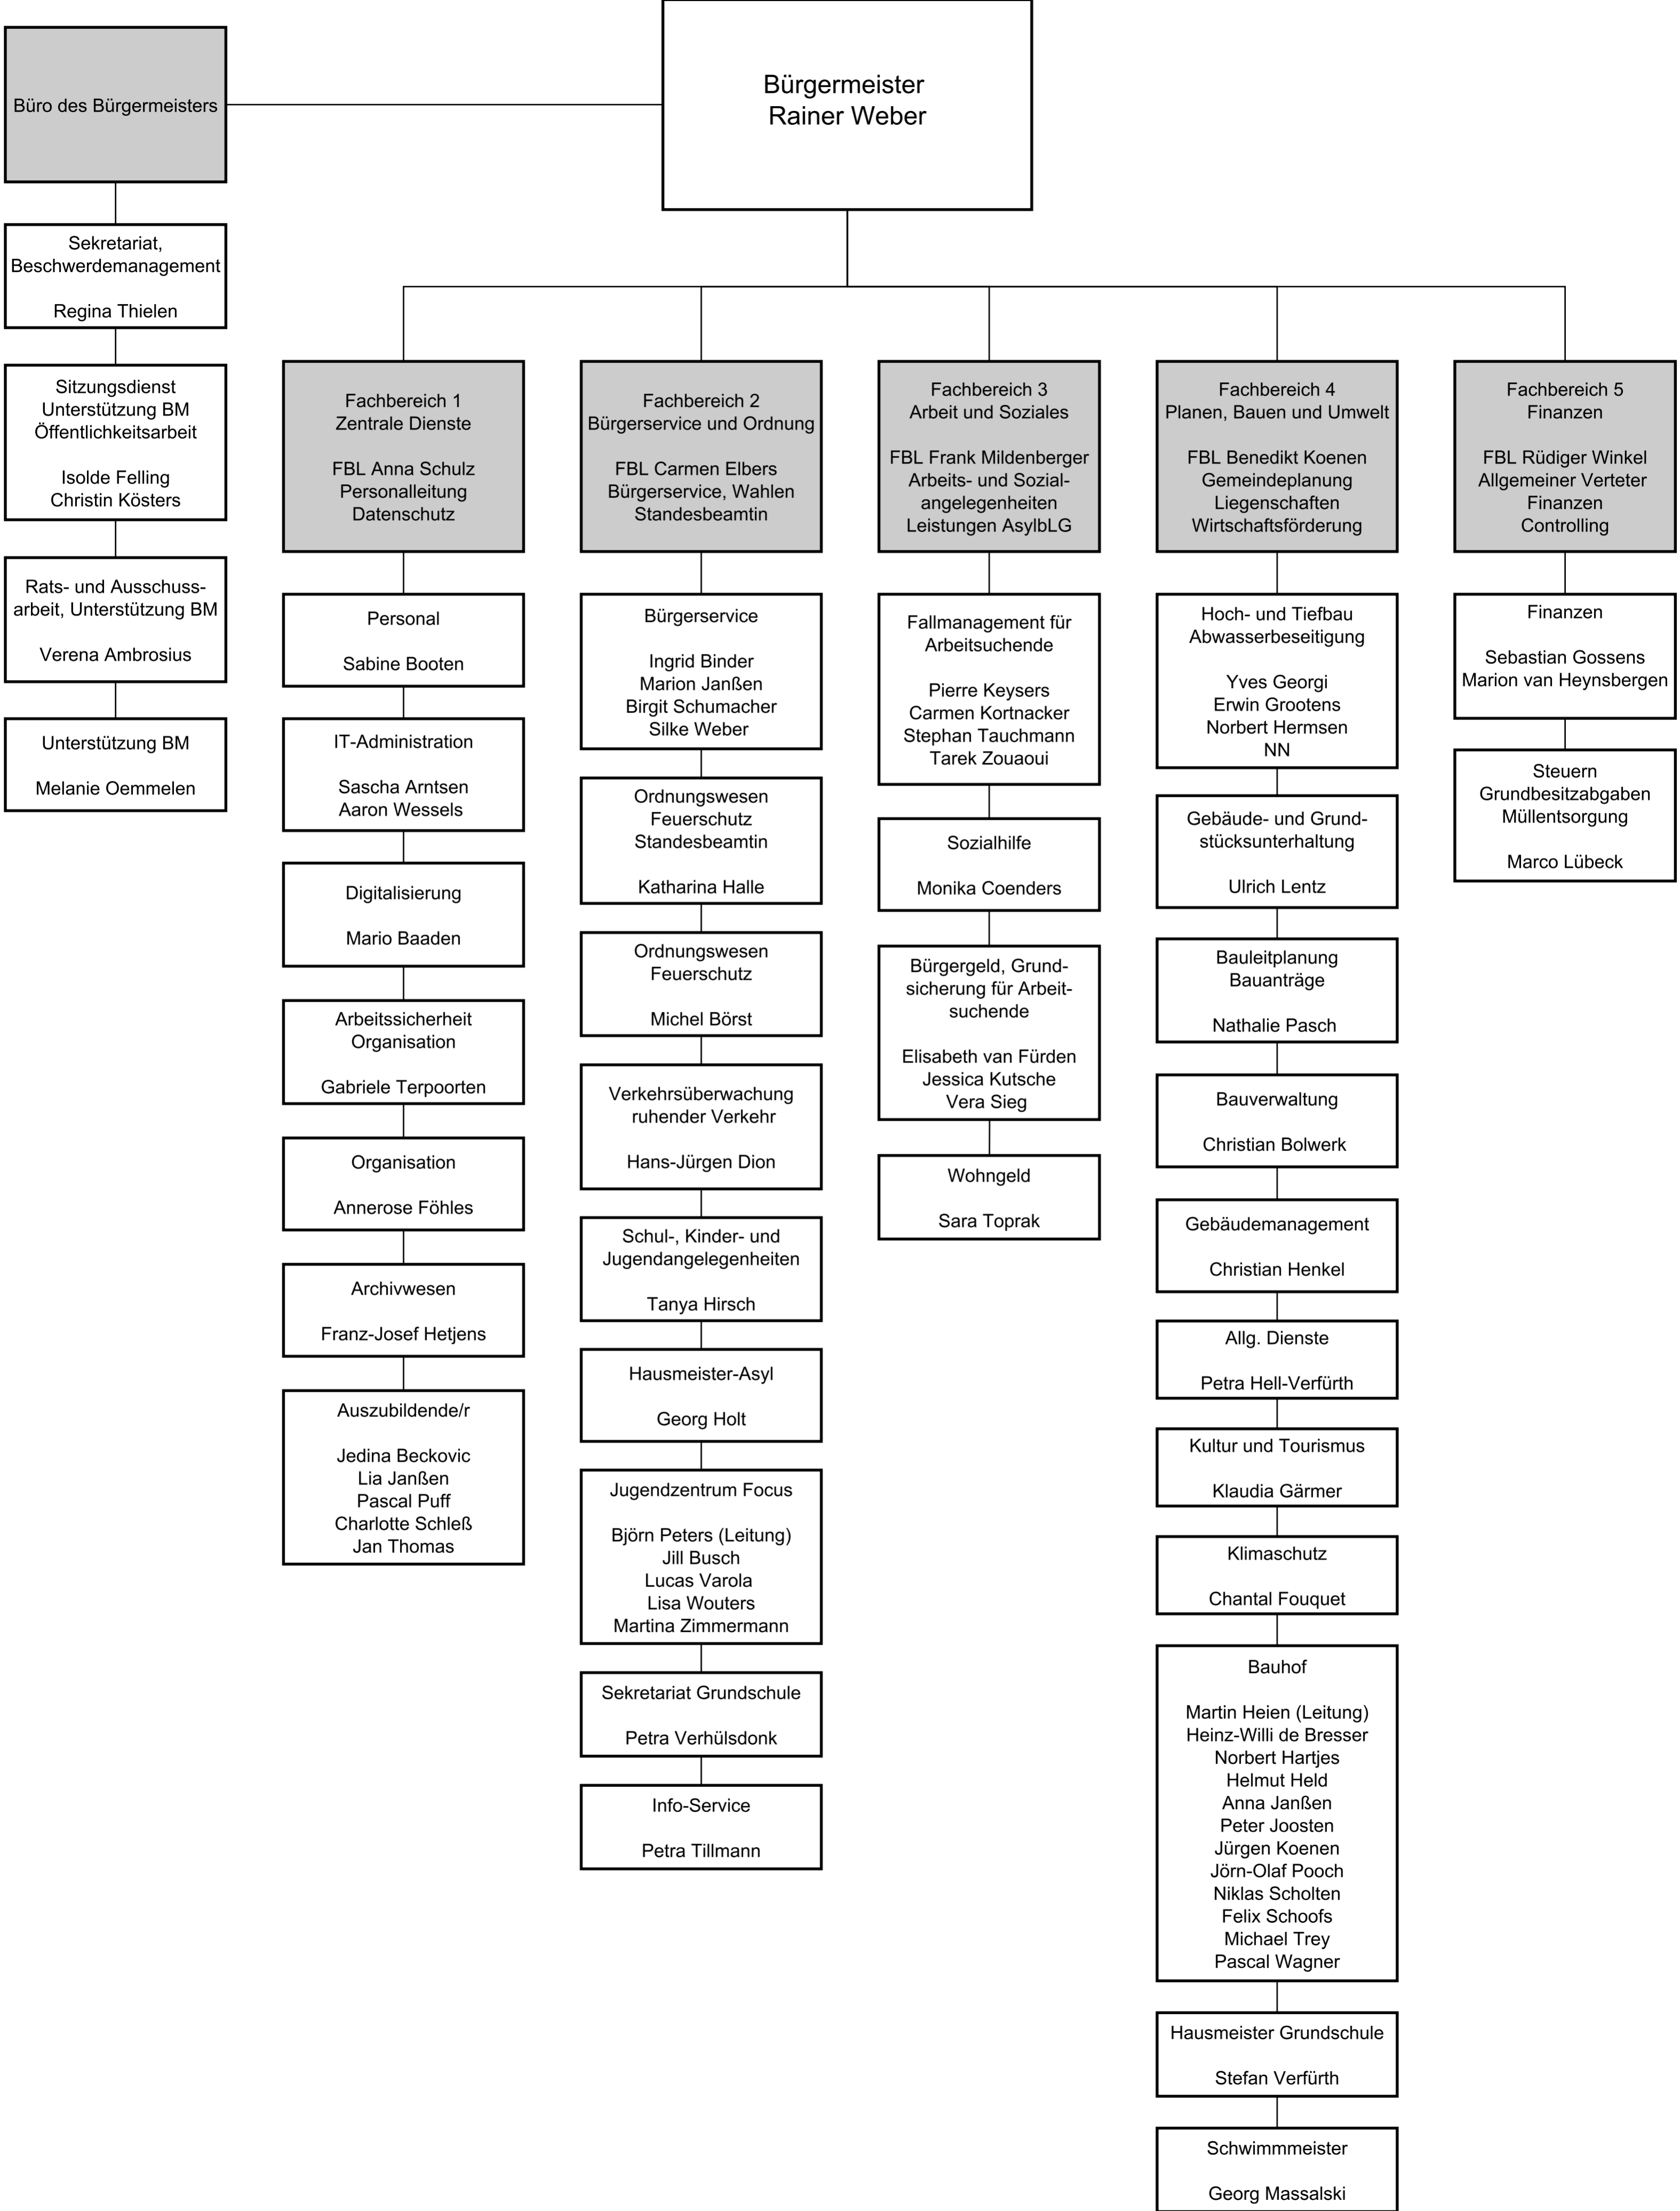 Bürgermeister
Rainer Weber
Büro des Bürgermeisters
Sekretariat,
Beschwerdemanagement
Regina Thielen
Sitzungsdienst
Unterstützung BM
Öffentlichkeitsarbeit
Isolde Felling
Christin Kösters
Rats- und Ausschuss-
arbeit, Unterstützung BM
Verena Ambrosius
Unterstützung BM
Melanie Oemmelen
Fachbereich 1
Zentrale Dienste
FBL Anna Schulz
Personalleitung
Datenschutz
Personal
Sabine Booten
IT-Administration
Sascha Arntsen
Aaron Wessels
Digitalisierung
Mario Baaden
Arbeitssicherheit
Organisation
Gabriele Terpoorten
Organisation
Annerose Föhles
Archivwesen
Franz-Josef Hetjens
Auszubildende/r
Jedina Beckovic
Lia Janßen
Pascal Puff
Charlotte Schleß
Jan Thomas
Fachbereich 2
Bürgerservice und Ordnung
FBL Carmen Elbers
Bürgerservice, Wahlen
Standesbeamtin
Bürgerservice
Ingrid Binder
Marion Janßen
Birgit Schumacher
Silke Weber
Ordnungswesen
Feuerschutz
Standesbeamtin
Katharina Halle
Ordnungswesen
Feuerschutz
Michel Börst
Verkehrsüberwachung
ruhender Verkehr
Hans-Jürgen Dion
Schul-, Kinder- und
Jugendangelegenheiten
Tanya Hirsch
Hausmeister-Asyl
Georg Holt
Jugendzentrum Focus
Björn Peters (Leitung)
Jill Busch
Lucas Varola
Lisa Wouters
Martina Zimmermann
Sekretariat Grundschule
Petra Verhülsdonk
Info-Service
Petra Tillmann
Fachbereich 3
Arbeit und Soziales
FBL Frank Mildenberger
Arbeits- und Sozial-
angelegenheiten
Leistungen AsylbLG
Fallmanagement für
Arbeitsuchende
Pierre Keysers
Carmen Kortnacker
Stephan Tauchmann
Tarek Zouaoui
Sozialhilfe
Monika Coenders
Bürgergeld, Grund-
sicherung für Arbeit-
suchende
Elisabeth van Fürden
Jessica Kutsche
Vera Sieg
Wohngeld
Sara Toprak
Fachbereich 4
Planen, Bauen und Umwelt
FBL Benedikt Koenen
Gemeindeplanung
Liegenschaften
Wirtschaftsförderung
Hoch- und Tiefbau
Abwasserbeseitigung
Yves Georgi
Erwin Grootens
Norbert Hermsen
NN
Gebäude- und Grund-
stücksunterhaltung
Ulrich Lentz
Bauleitplanung
Bauanträge
Nathalie Pasch
Bauverwaltung
Christian Bolwerk
Gebäudemanagement
Christian Henkel
Allg. Dienste
Petra Hell-Verfürth
Kultur und Tourismus
Klaudia Gärmer
Klimaschutz
Chantal Fouquet
Bauhof
Martin Heien (Leitung)
Heinz-Willi de Bresser
Norbert Hartjes
Helmut Held
Anna Janßen
Peter Joosten
Jürgen Koenen
Jörn-Olaf Pooch
Niklas Scholten
Felix Schoofs
Michael Trey
Pascal Wagner
Hausmeister Grundschule
Stefan Verfürth
Schwimmmeister
Georg Massalski
Fachbereich 5
Finanzen
FBL Rüdiger Winkel
Allgemeiner Verteter
Finanzen
Controlling
Finanzen
Sebastian Gossens
Marion van Heynsbergen
Steuern
Grundbesitzabgaben
Müllentsorgung
Marco Lübeck